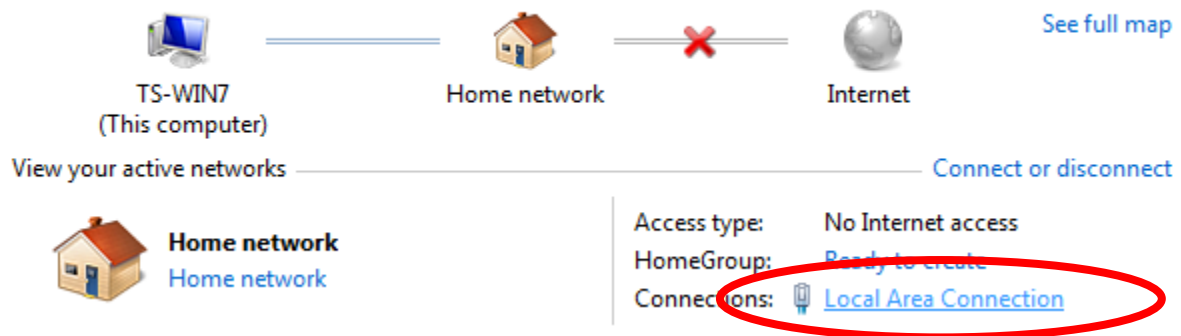 See full map
TS-WIN7 Home network Internet
(This computer)
View your active networks Connect or disconnect
Home network
Home network
Access type: No Internet access
HomeGroup: Ready to create
Connections: Local Area Connection